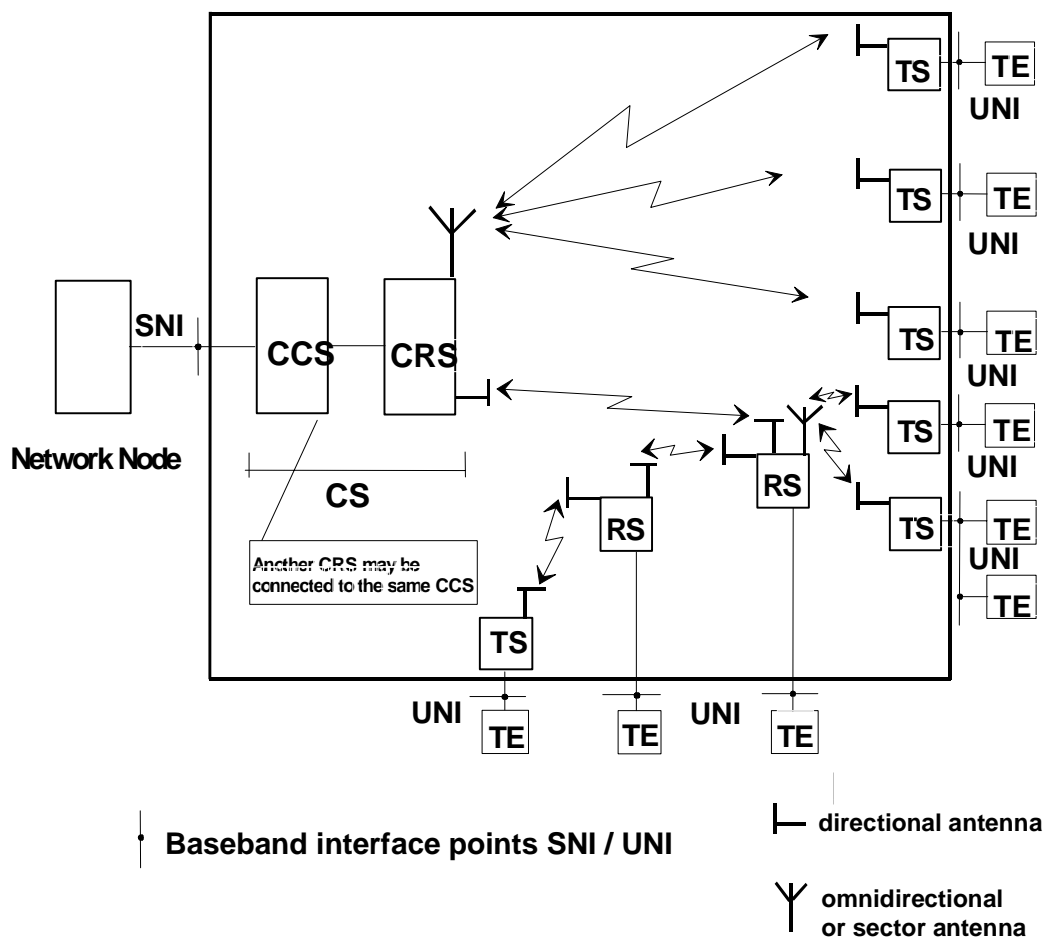 TS
TE
UNI
TS
TE
UNI
SNI
CCS
CRS
TS
TE
UNI
TS
TE
UNI
Network Node
CS
RS
RS
TS
TE
UNI
Another CRS may be
connected to the same CCS
TE
TS
UNI
TE
TE
UNI
TE
Baseband interface points SNI / UNI
directional antenna
omnidirectional
or sector antenna